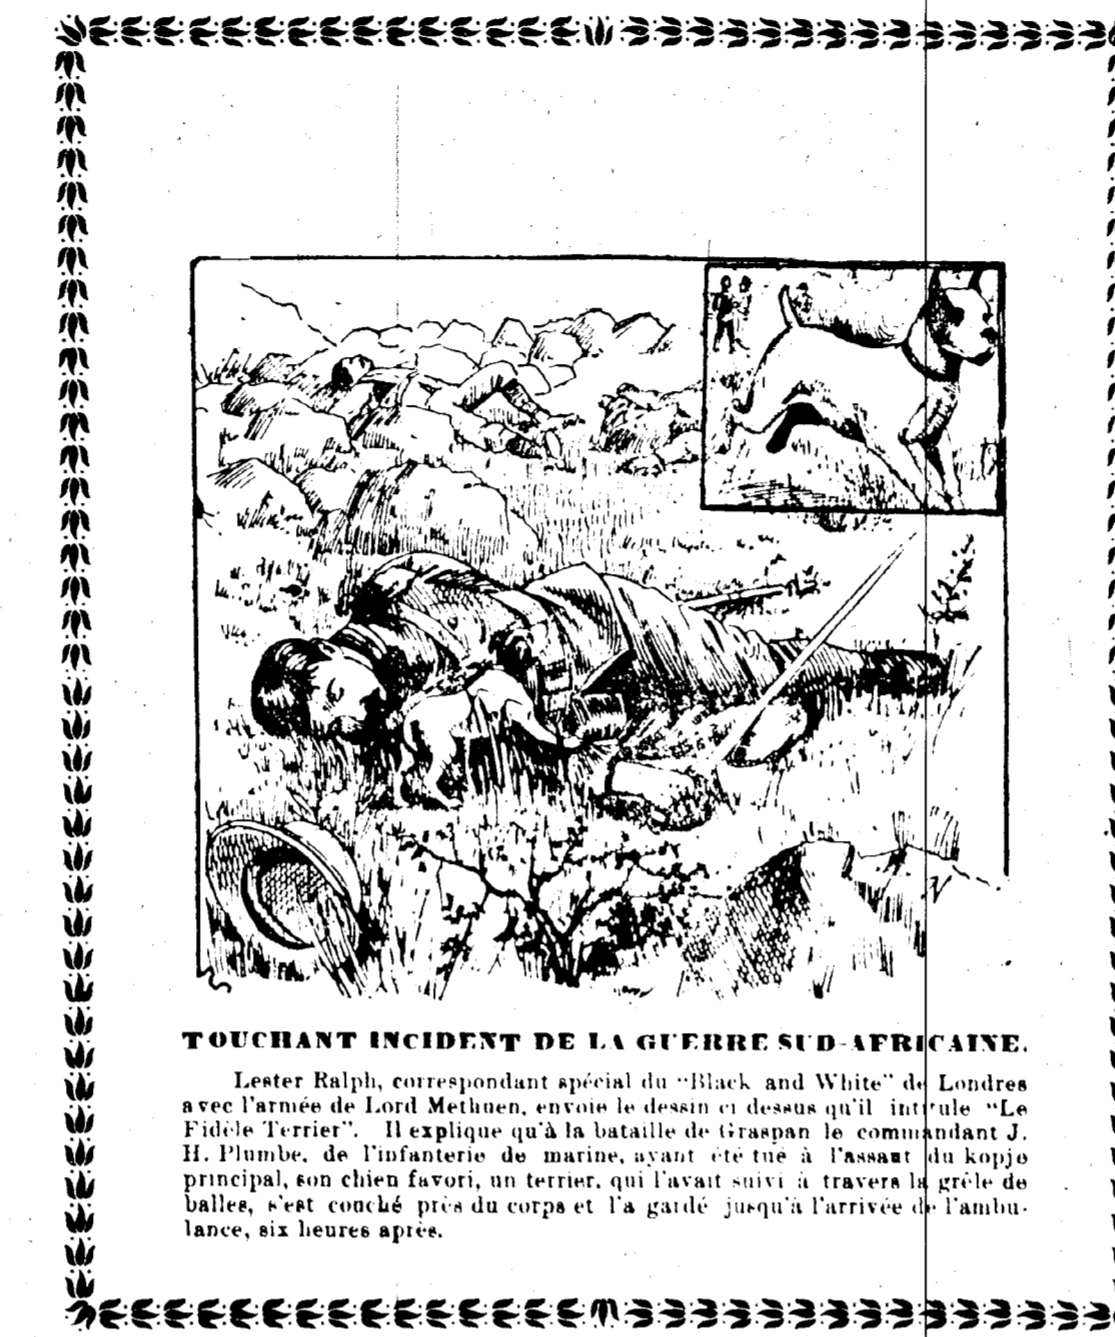 TOUCHANT INCIDENT DE LA GUERRE SUD-AFRICAINE.
Lester Ralph, correspondant spécial du "Black and White" de Londres
avec l'armée de Lord Methuen, envoie le dessin ci dessus qu'il intitule "Le
Fidèle Terrier". Il explique qu'à la bataille de Graspan le commandant J.
H. Plumbe, de l'infanterie de marine, ayant été tué à l'assaut du kopje
principal, son chien favori, un terrier, qui l'avait suivi à travers la grêle de
balles, s'est couché près du corps et l'a gardé jusqu'à l'arrivée de l'ambu-
lance, six heures après.